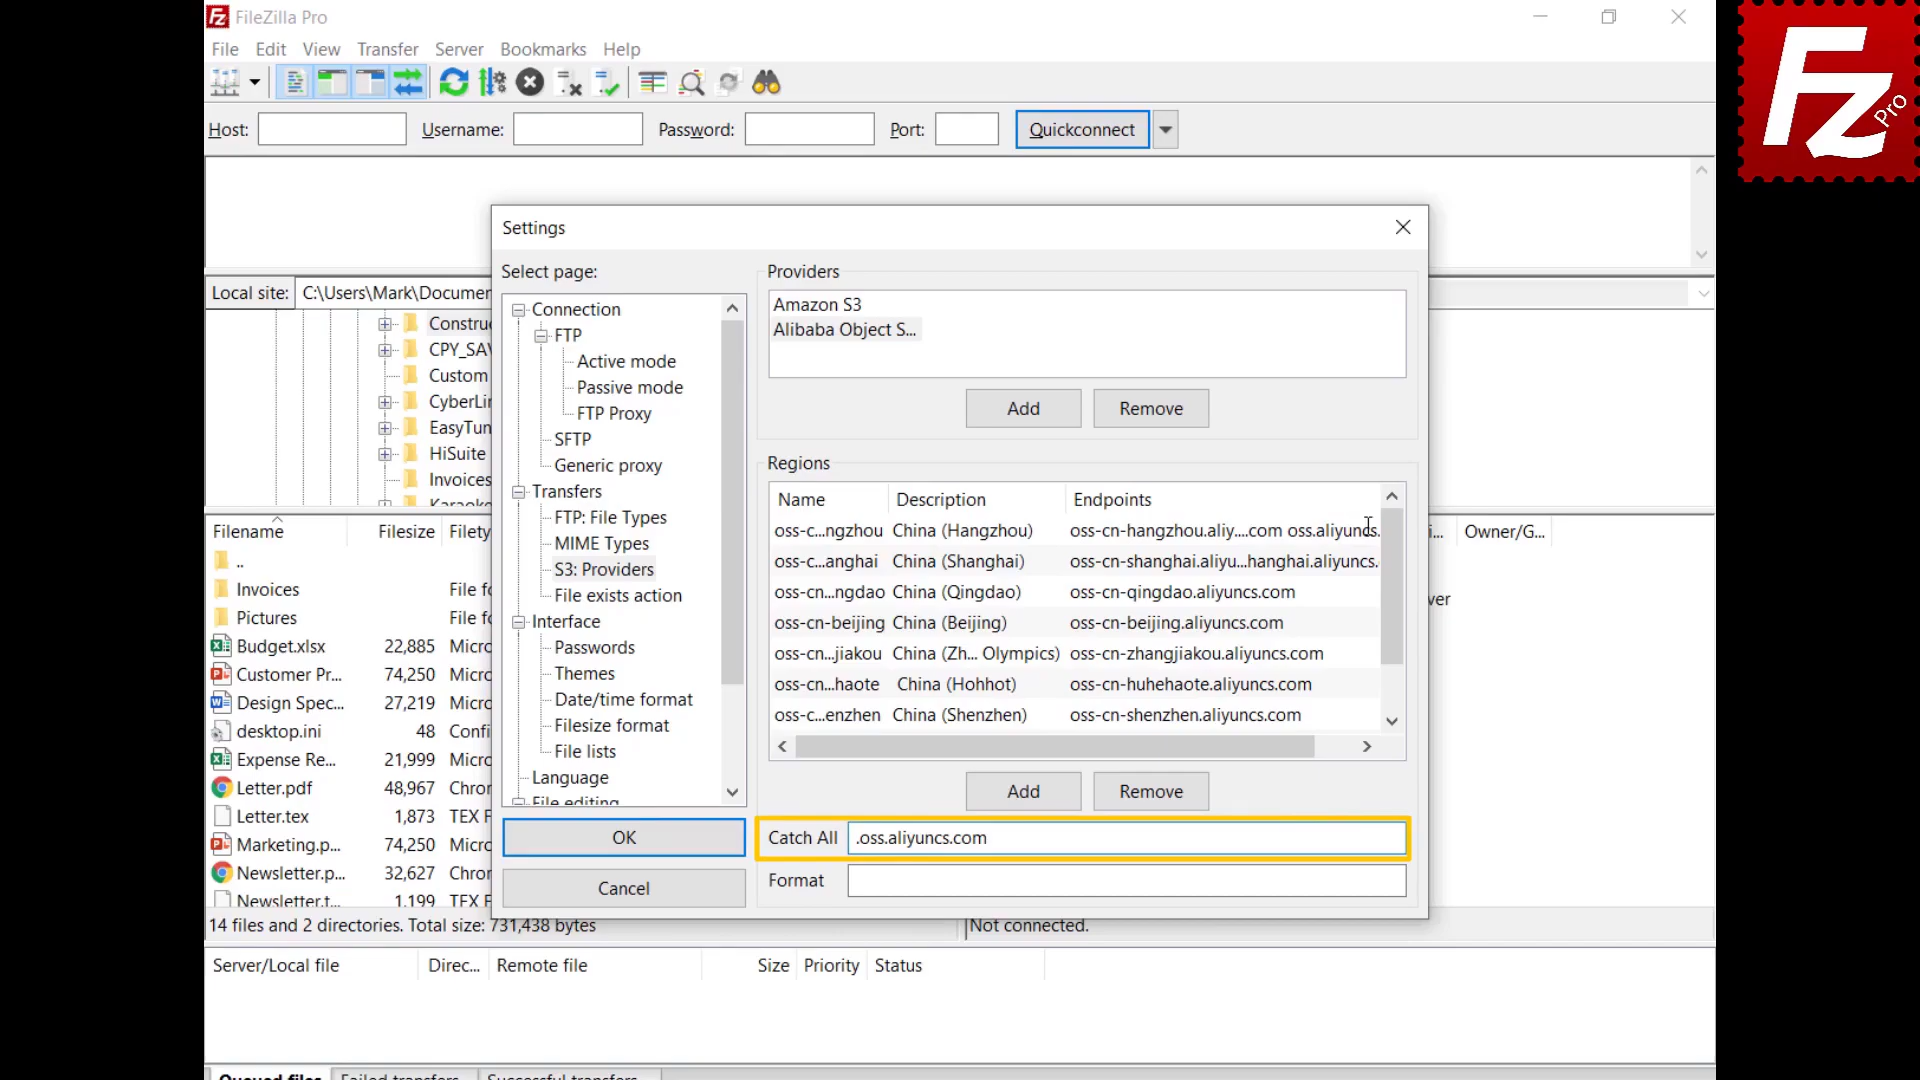 FileZilla Pro
File Edit View Transfer Server Bookmarks Help
Host: Username: Password: Port: Quickconnect
Fz Pro
Local site: C:\Users\Mark\Documen
CPY_SAV
Custom
EasyTun
HiSuite
Invoices
Filename Filesize Filety
..
Invoices File fo
Pictures File fo
Budget.xlsx 22,885 Micro
Customer Pr... 74,250 Micro
Design Spec... 27,219 Micro
desktop.ini 48 Confi
Expense Re... 21,999 Micro
Letter.pdf 48,967 Chron
Letter.tex 1,873 TEX F
Marketing.p... 74,250 Micro
Newsletter.p... 32,627 Chron
Newsletter.t... 1,199 TEX F
14 files and 2 directories. Total size: 731,438 bytes
Settings
Select page:
Connection
FTP
Active mode
Passive mode
FTP Proxy
SFTP
Generic proxy
Transfers
FTP: File Types
MIME Types
S3: Providers
File exists action
Interface
Passwords
Themes
Date/time format
Filesize format
File lists
Language
File editing
OK
Cancel
Providers
Amazon S3
Alibaba Object S...
Add Remove
Regions
Name Description Endpoints
oss-c...ngzhou China (Hangzhou) oss-cn-hangzhou.aliy....com oss.aliyuncs.
oss-c...anghai China (Shanghai) oss-cn-shanghai.aliyu...hanghai.aliyuncs.
oss-cn...ngdao China (Qingdao) oss-cn-qingdao.aliyuncs.com
oss-cn-beijing China (Beijing) oss-cn-beijing.aliyuncs.com
oss-cn...jiakou China (Zh... Olympics) oss-cn-zhangjiakou.aliyuncs.com
oss-cn...haote China (Hohhot) oss-cn-huhehaote.aliyuncs.com
oss-c...enzhen China (Shenzhen) oss-cn-shenzhen.aliyuncs.com
Add Remove
Catch All .oss.aliyuncs.com
Format
i... Owner/G...
ver
Not connected.
Server/Local file Direc... Remote file Size Priority Status
Queued files Failed transfers Successful transfers